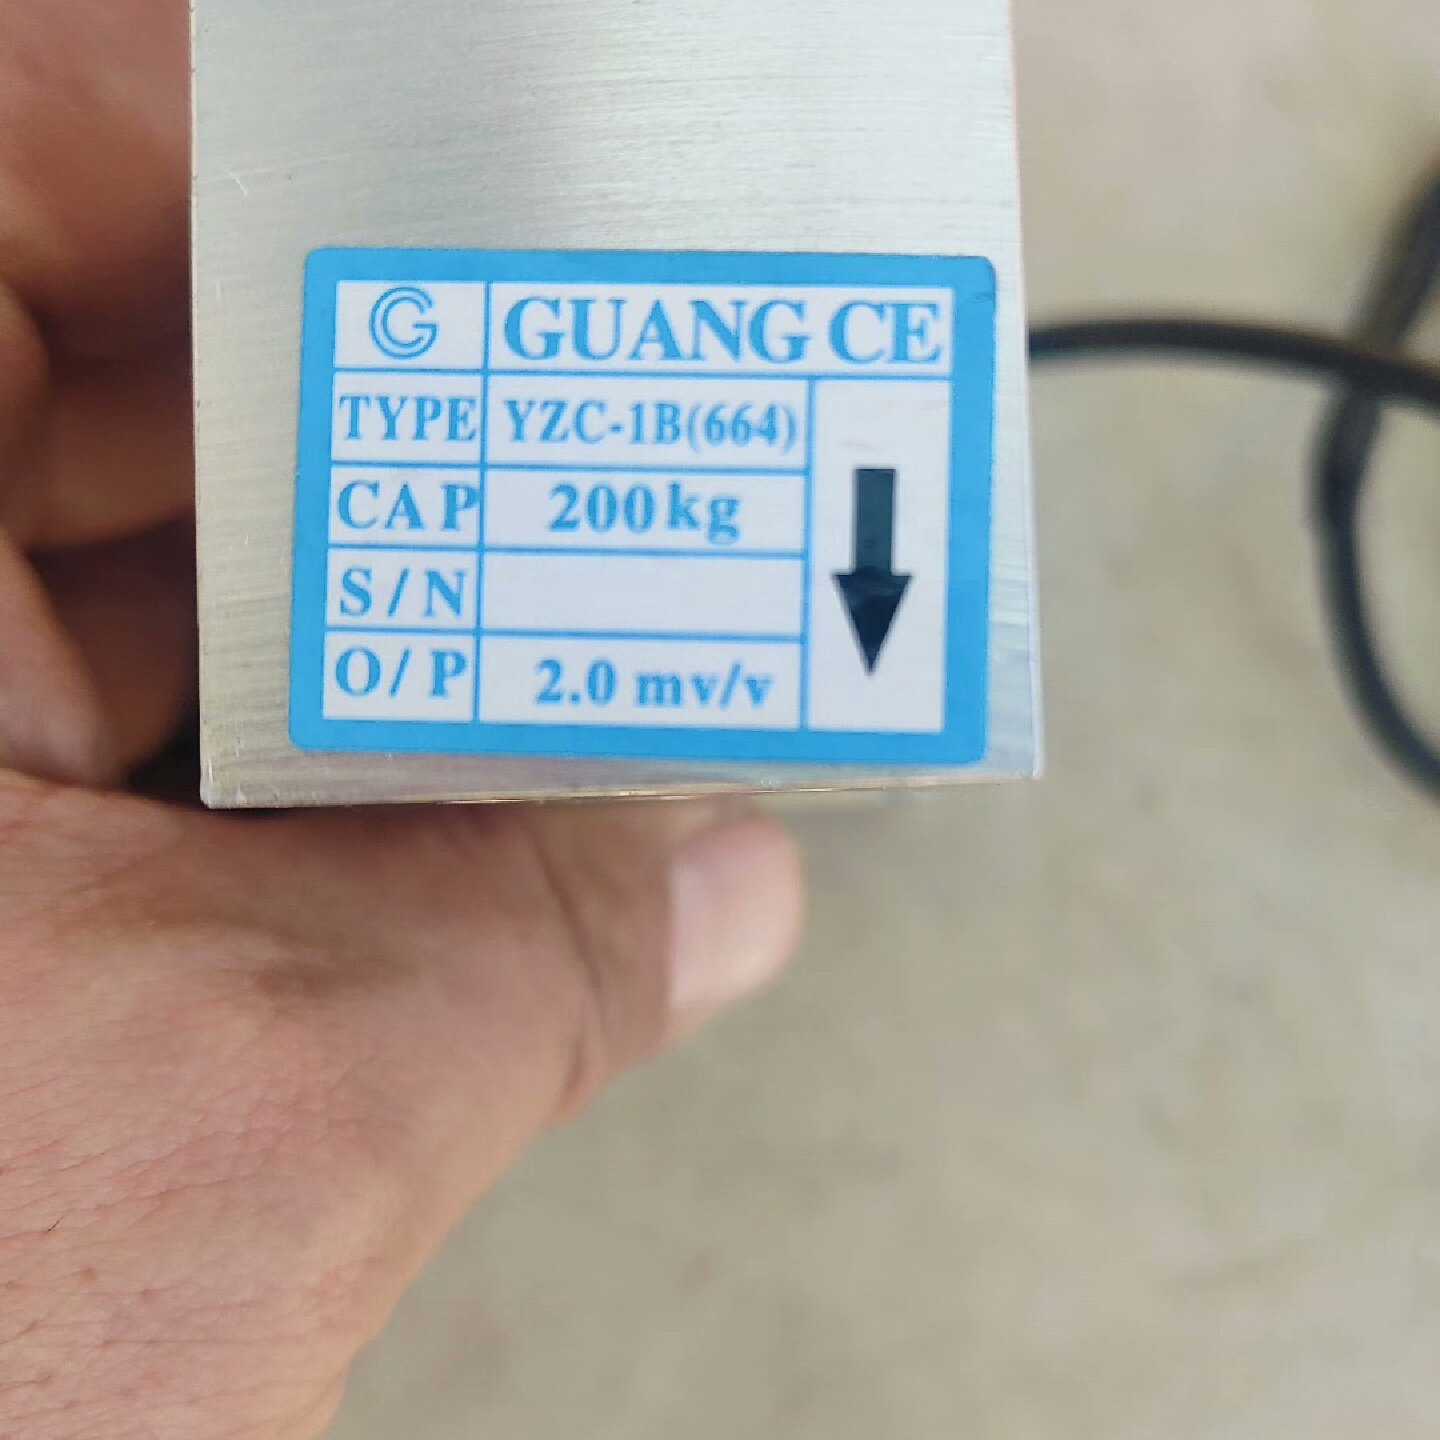 G GUANG CE
TYPE YZC-1B(664)
CAP 200kg
S/N
O/P 2.0 mv/v